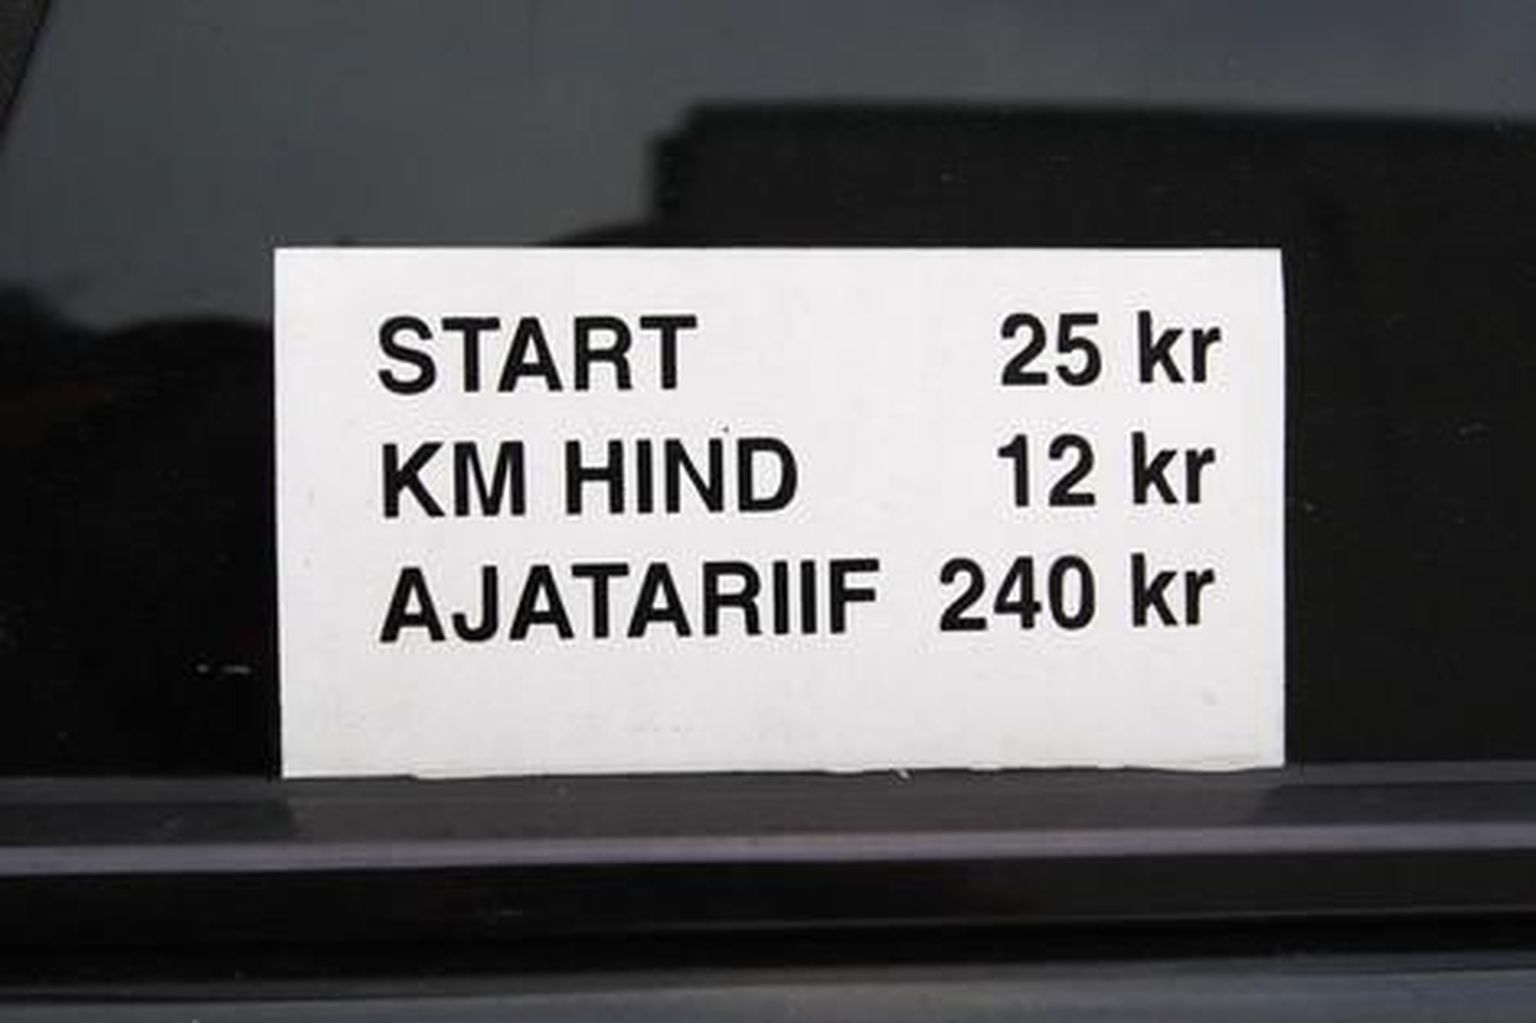 START 25 kr
KM HIND 12 kr
AJATARIIF 240 kr